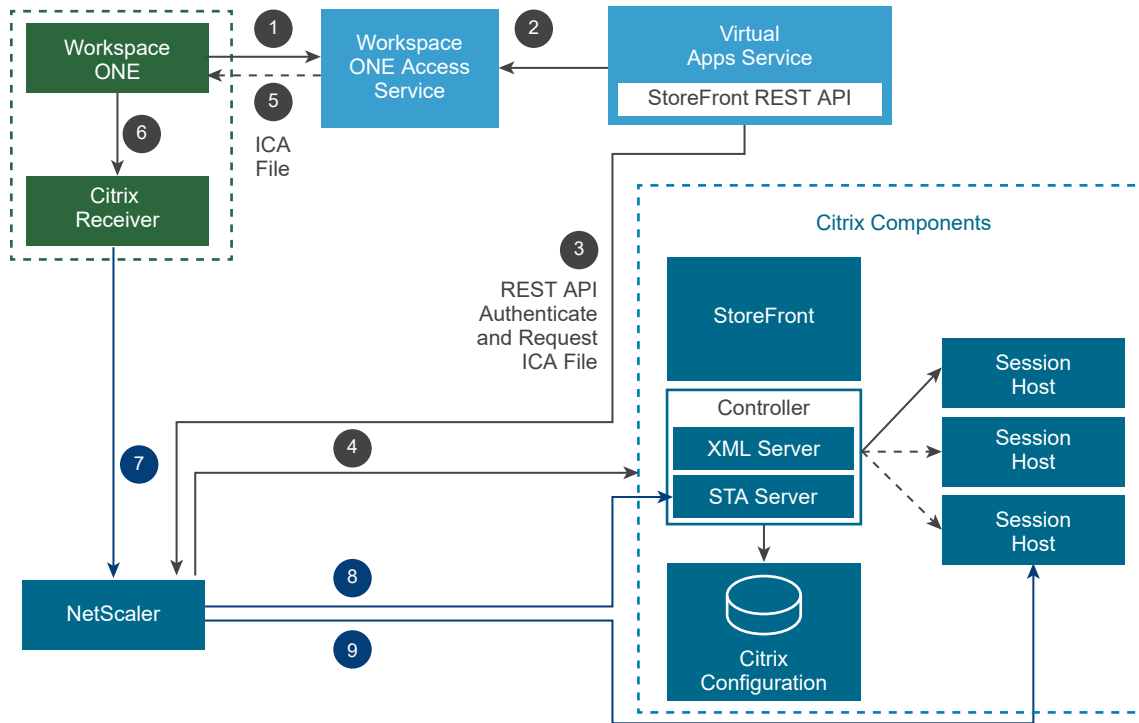 Workspace
ONE
1
Workspace
ONE Access
Service
2
Virtual
Apps Service
StoreFront REST API
5
ICA
File
6
Citrix
Receiver
3
REST API
Authenticate
and Request
ICA File
Citrix Components
StoreFront
Controller
XML Server
STA Server
Session
Host
Session
Host
Session
Host
4
7
NetScaler
8
9
Citrix
Configuration